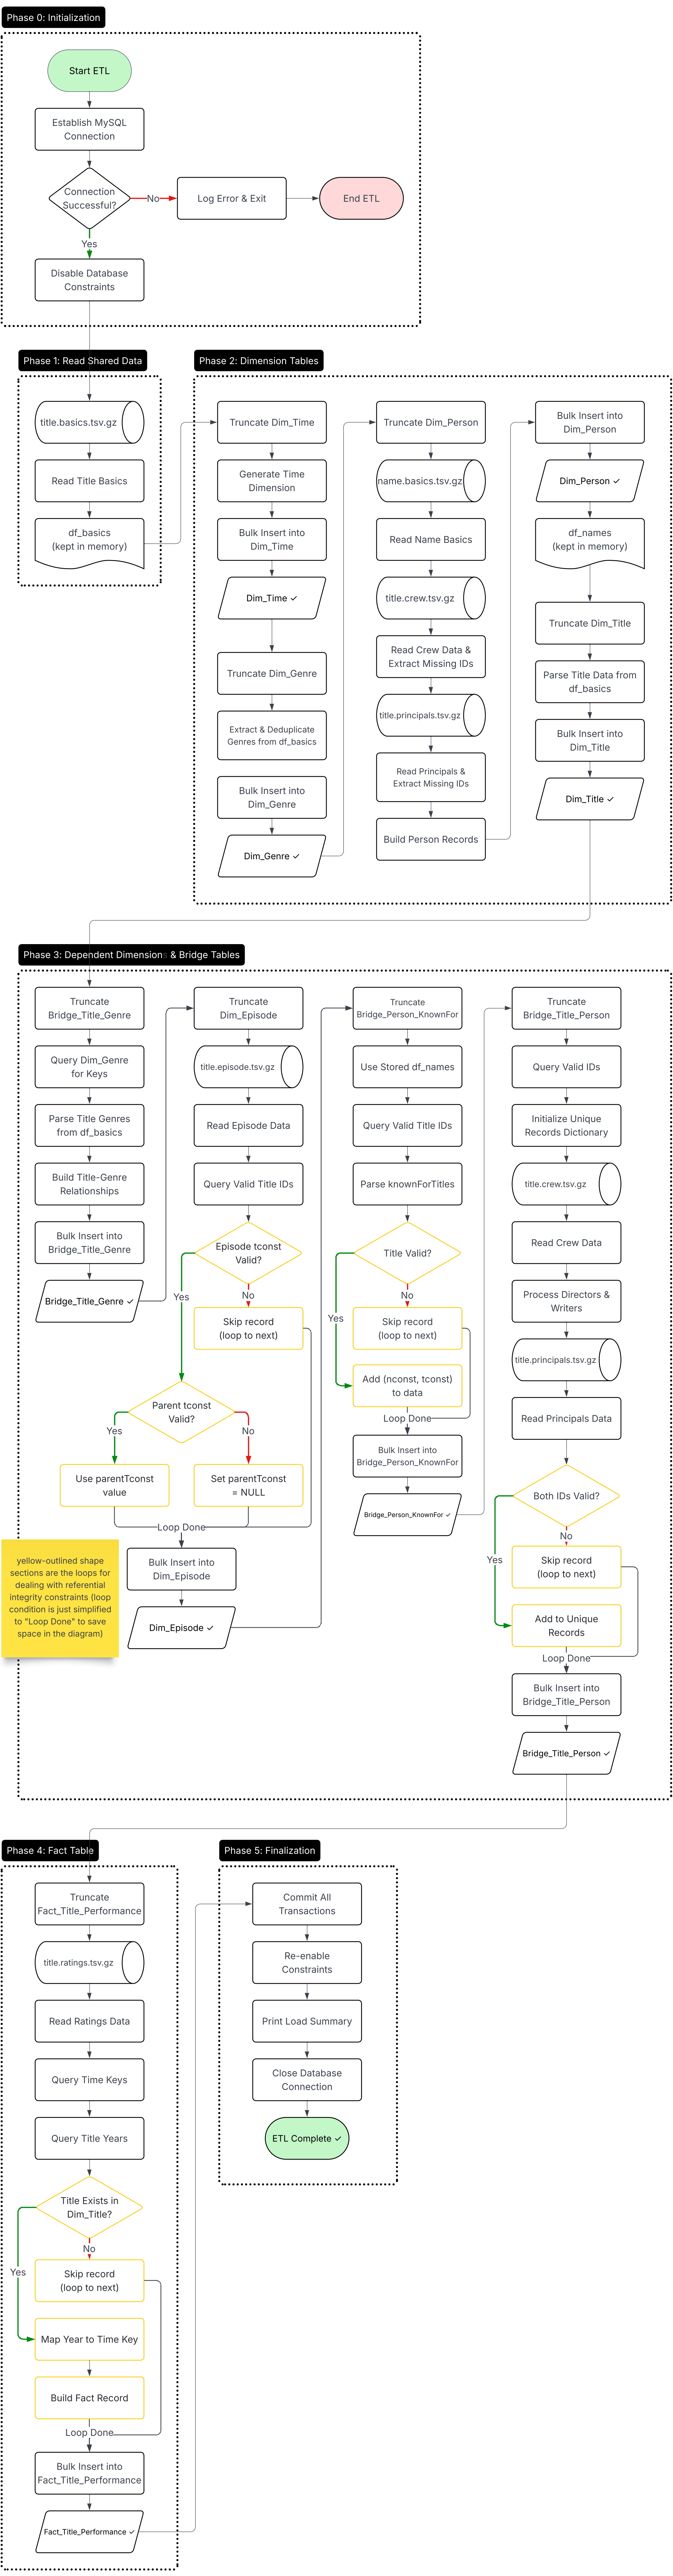 Phase 0: Initialization
Start ETL
Establish MySQL
Connection
Connection
Successful?
No
Log Error & Exit
End ETL
Yes
Disable Database
Constraints
Phase 1: Read Shared Data
title.basics.tsv.gz
Read Title Basics
df_basics
(kept in memory)
Phase 2: Dimension Tables
Truncate Dim_Time
Generate Time
Dimension
Bulk Insert into
Dim_Time
Dim_Time ✓
Truncate Dim_Genre
Extract & Deduplicate
Genres from df_basics
Bulk Insert into
Dim_Genre
Dim_Genre ✓
Truncate Dim_Person
name.basics.tsv.gz
Read Name Basics
title.crew.tsv.gz
Read Crew Data &
Extract Missing IDs
title.principals.tsv.gz
Read Principals &
Extract Missing IDs
Build Person Records
Bulk Insert into
Dim_Person
Dim_Person ✓
df_names
(kept in memory)
Truncate Dim_Title
Parse Title Data from
df_basics
Bulk Insert into
Dim_Title
Dim_Title ✓
Phase 3: Dependent Dimensions & Bridge Tables
Truncate
Bridge_Title_Genre
Query Dim_Genre
for Keys
Parse Title Genres
from df_basics
Build Title-Genre
Relationships
Bulk Insert into
Bridge_Title_Genre
Bridge_Title_Genre ✓
Truncate
Dim_Episode
title.episode.tsv.gz
Read Episode Data
Query Valid Title IDs
Episode tconst
Valid?
Yes
No
Skip record
(loop to next)
Parent tconst
Valid?
Yes
No
Use parentTconst
value
Set parentTconst
= NULL
Loop Done
Bulk Insert into
Dim_Episode
Dim_Episode ✓
yellow-outlined shape
sections are the loops for
dealing with referential
integrity constraints (loop
condition is just simplified
to "Loop Done" to save
space in the diagram)
Truncate
Bridge_Person_KnownFor
Use Stored df_names
Query Valid Title IDs
Parse knownForTitles
Title Valid?
No
Yes
Skip record
(loop to next)
Add (nconst, tconst)
to data
Loop Done
Bulk Insert into
Bridge_Person_KnownFor
Bridge_Person_KnownFor ✓
Truncate
Bridge_Title_Person
Query Valid IDs
Initialize Unique
Records Dictionary
title.crew.tsv.gz
Read Crew Data
Process Directors &
Writers
title.principals.tsv.gz
Read Principals Data
Both IDs Valid?
No
Yes
Skip record
(loop to next)
Add to Unique
Records
Loop Done
Bulk Insert into
Bridge_Title_Person
Bridge_Title_Person ✓
Phase 4: Fact Table
Truncate
Fact_Title_Performance
title.ratings.tsv.gz
Read Ratings Data
Query Time Keys
Query Title Years
Title Exists in
Dim_Title?
No
Yes
Skip record
(loop to next)
Map Year to Time Key
Build Fact Record
Loop Done
Bulk Insert into
Fact_Title_Performance
Fact_Title_Performance ✓
Phase 5: Finalization
Commit All
Transactions
Re-enable
Constraints
Print Load Summary
Close Database
Connection
ETL Complete ✓